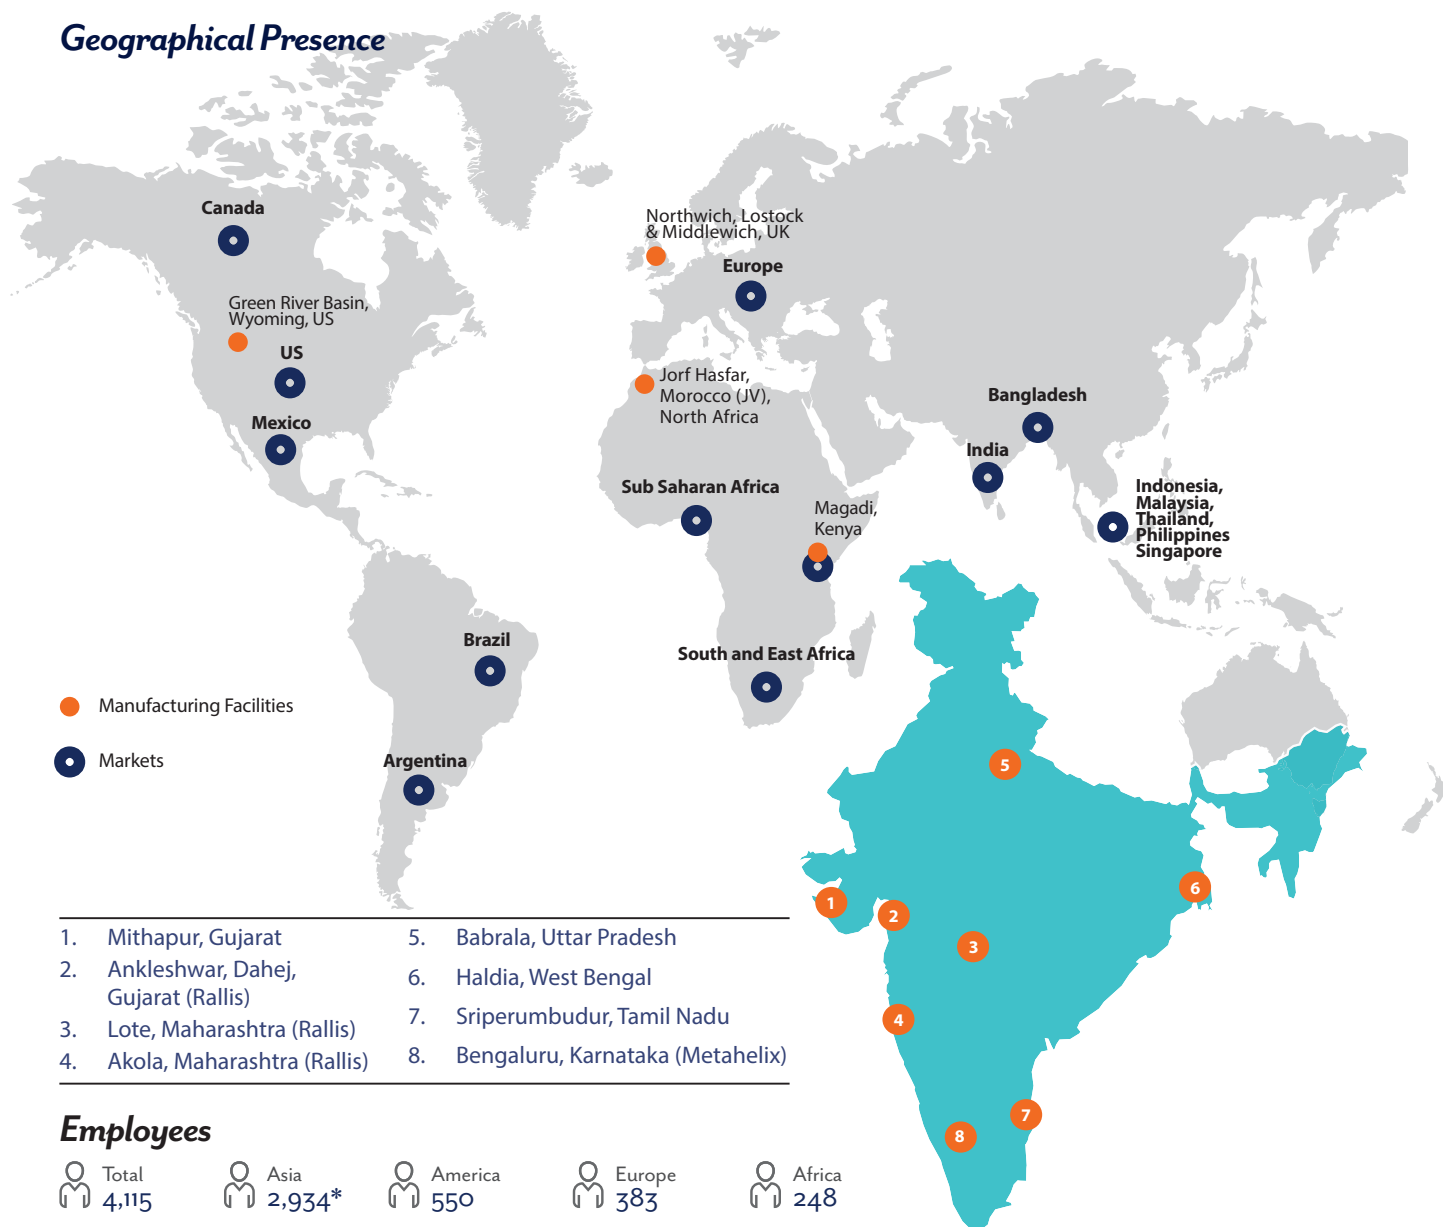 Geographical Presence
Canada
Northwich, Lostock
& Middlewich, UK
Europe
Green River Basin,
Wyoming, US
US
Jorf Hasfar,
Morocco (JV),
North Africa
Mexico
Bangladesh
India
Sub Saharan Africa
Magadi,
Kenya
Indonesia,
Malaysia,
Thailand,
Philippines
Singapore
Brazil
South and East Africa
Argentina
Manufacturing Facilities
Markets
5
6
1
2
3
4
7
8
1. Mithapur, Gujarat
2. Ankleshwar, Dahej,
Gujarat (Rallis)
3. Lote, Maharashtra (Rallis)
4. Akola, Maharashtra (Rallis)
5. Babrala, Uttar Pradesh
6. Haldia, West Bengal
7. Sriperumbudur, Tamil Nadu
8. Bengaluru, Karnataka (Metahelix)
Employees
Total
4,115
Asia
2,934*
America
550
Europe
383
Africa
248